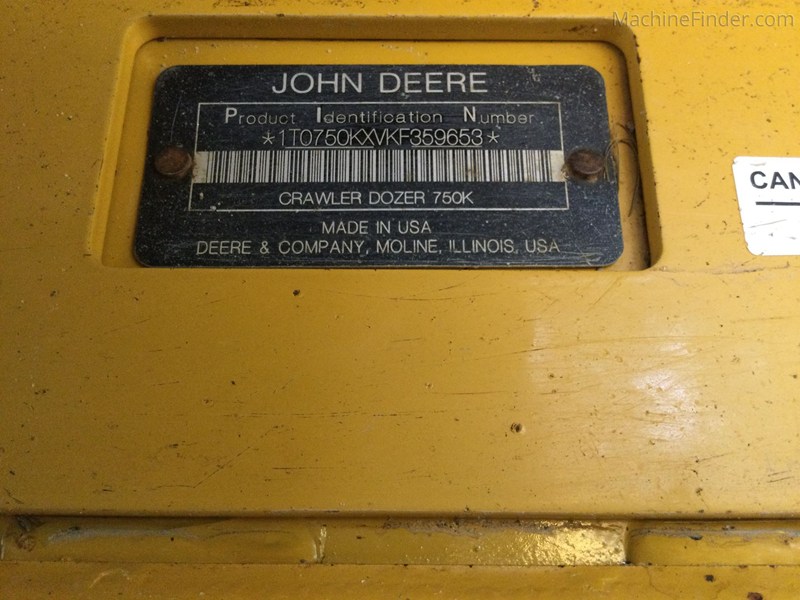 MachineFinder.com
JOHN DEERE
Product Identification Number
*1T0750KXVKF359653*
CRAWLER DOZER 750K
MADE IN USA
DEERE & COMPANY, MOLINE, ILLINOIS, USA
CAN